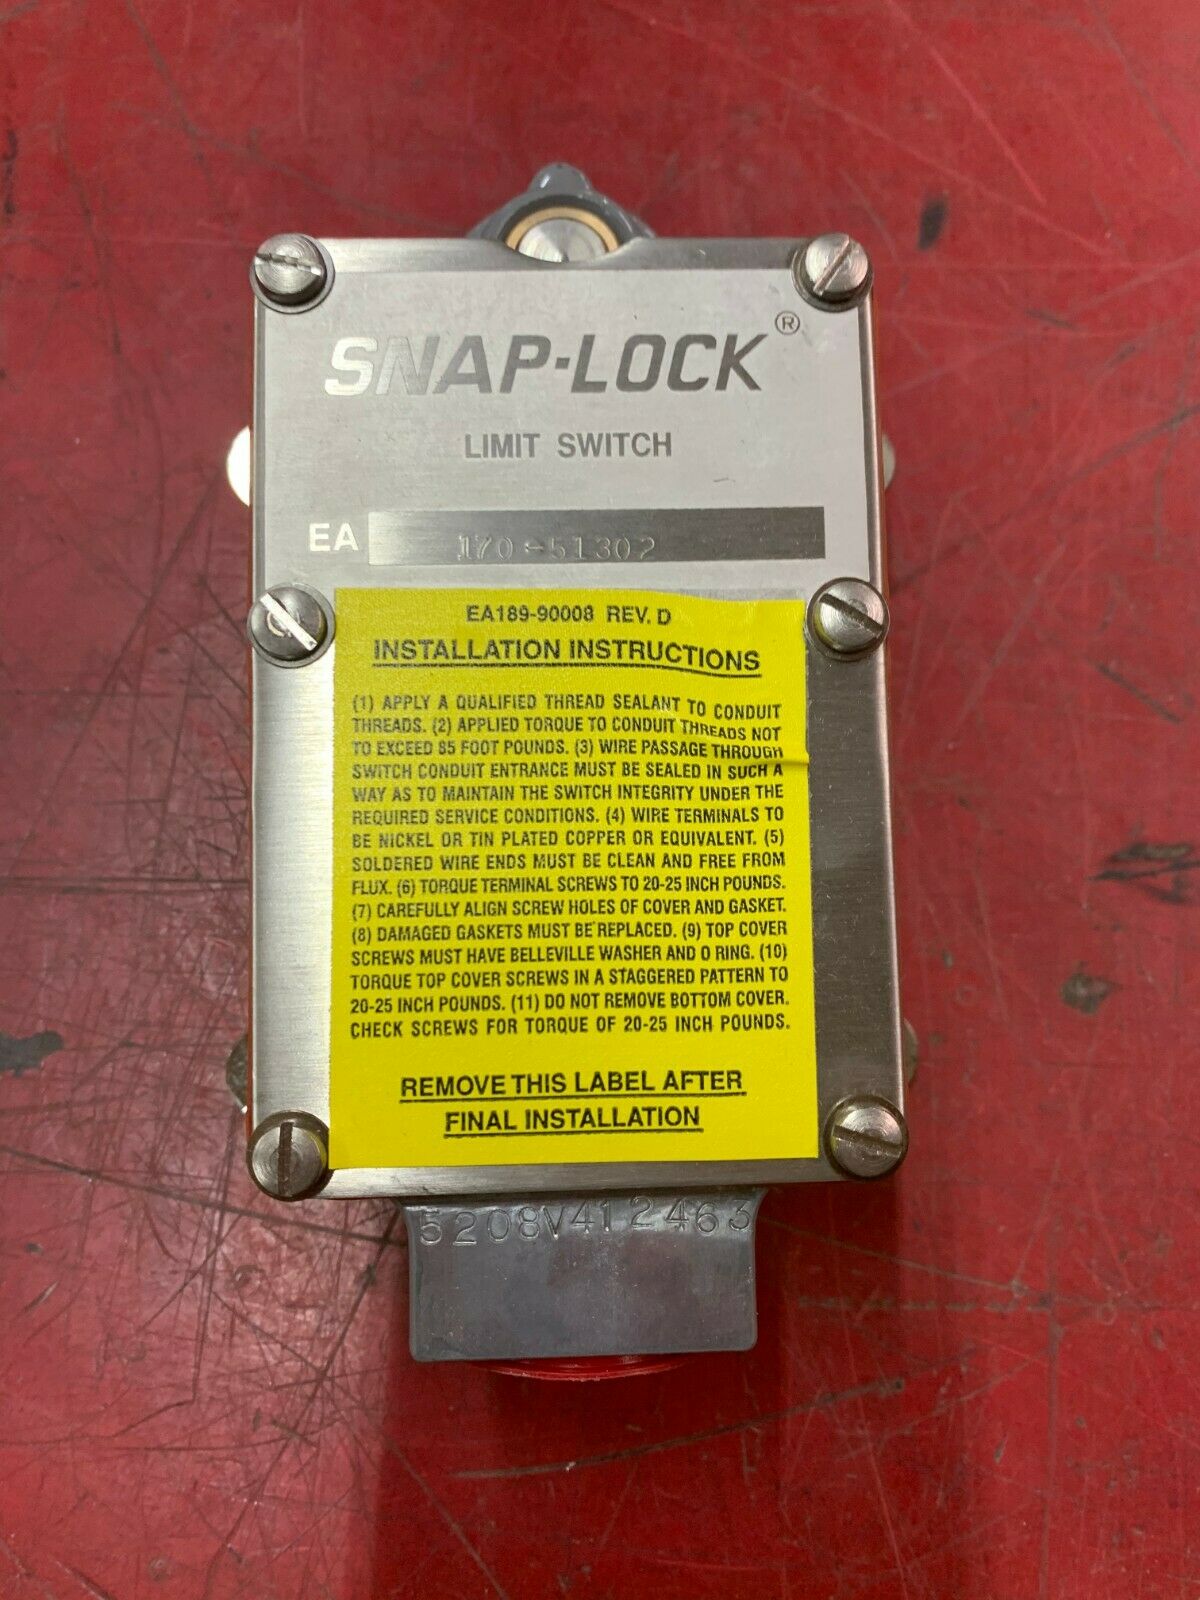 SNAP-LOCK®
LIMIT SWITCH
EA 170-51302
EA189-90008 REV. D
INSTALLATION INSTRUCTIONS
(1) APPLY A QUALIFIED THREAD SEALANT TO CONDUIT
THREADS. (2) APPLIED TORQUE TO CONDUIT THREADS NOT
TO EXCEED 85 FOOT POUNDS. (3) WIRE PASSAGE THROUGH
SWITCH CONDUIT ENTRANCE MUST BE SEALED IN SUCH A
WAY AS TO MAINTAIN THE SWITCH INTEGRITY UNDER THE
REQUIRED SERVICE CONDITIONS. (4) WIRE TERMINALS TO
BE NICKEL OR TIN PLATED COPPER OR EQUIVALENT. (5)
SOLDERED WIRE ENDS MUST BE CLEAN AND FREE FROM
FLUX. (6) TORQUE TERMINAL SCREWS TO 20-25 INCH POUNDS.
(7) CAREFULLY ALIGN SCREW HOLES OF COVER AND GASKET.
(8) DAMAGED GASKETS MUST BE REPLACED. (9) TOP COVER
SCREWS MUST HAVE BELLEVILLE WASHER AND O RING. (10)
TORQUE TOP COVER SCREWS IN A STAGGERED PATTERN TO
20-25 INCH POUNDS. (11) DO NOT REMOVE BOTTOM COVER.
CHECK SCREWS FOR TORQUE OF 20-25 INCH POUNDS.
REMOVE THIS LABEL AFTER
FINAL INSTALLATION
5208V412463